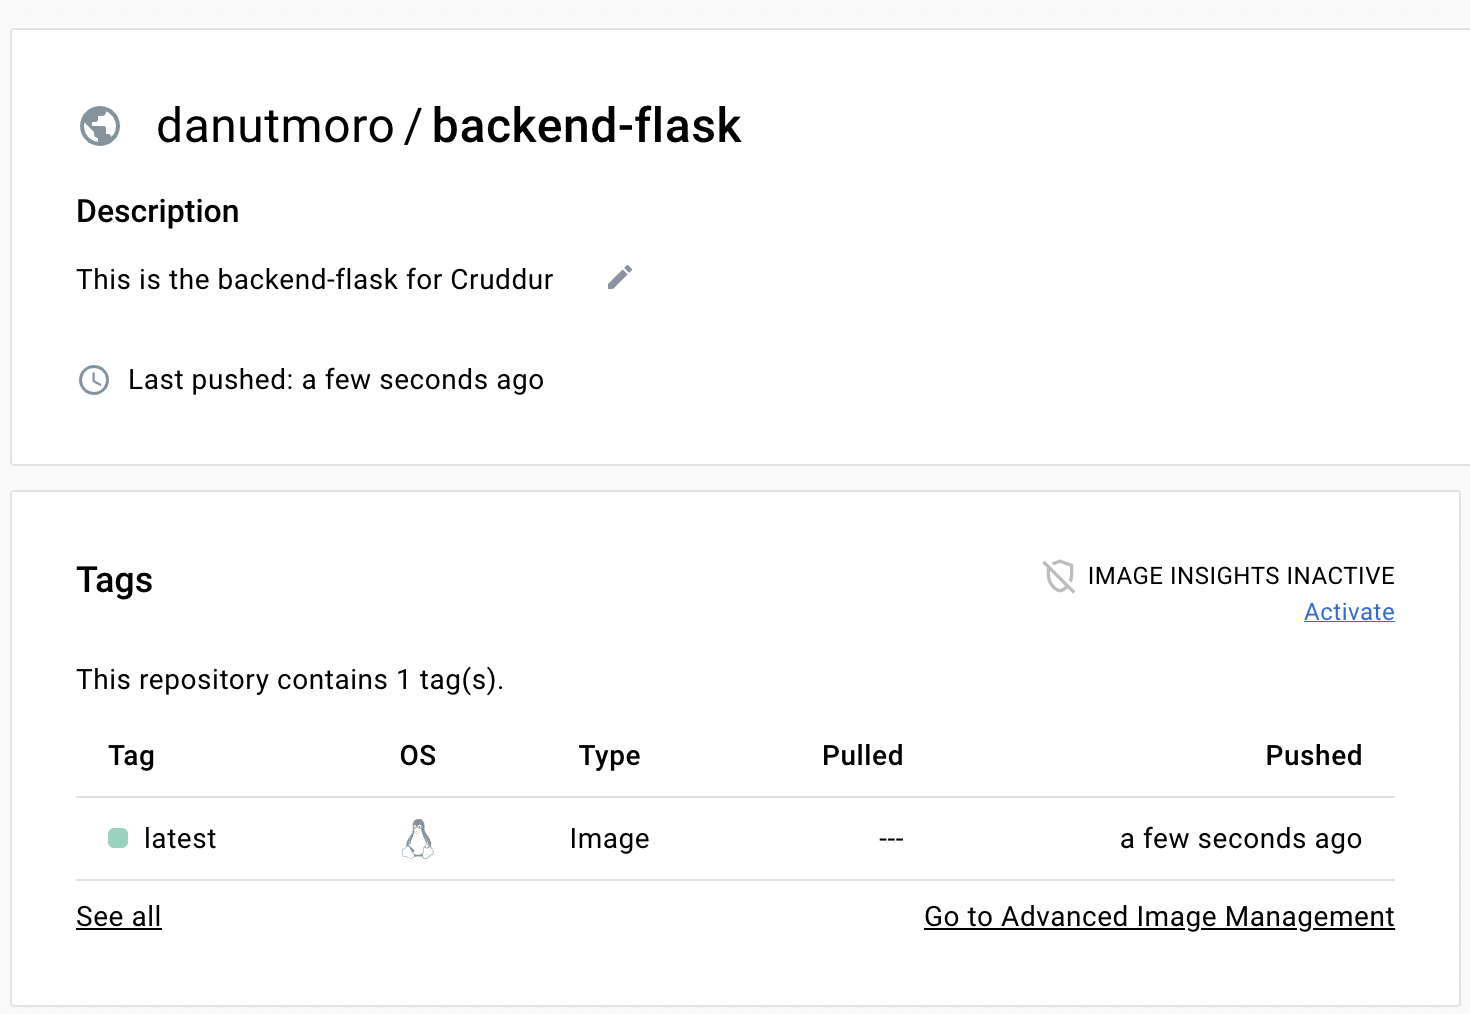 danutmoro / backend-flask
Description
This is the backend-flask for Cruddur
Last pushed: a few seconds ago
Tags
IMAGE INSIGHTS INACTIVE
Activate
This repository contains 1 tag(s).
Tag OS Type Pulled Pushed
latest Image --- a few seconds ago
See all Go to Advanced Image Management